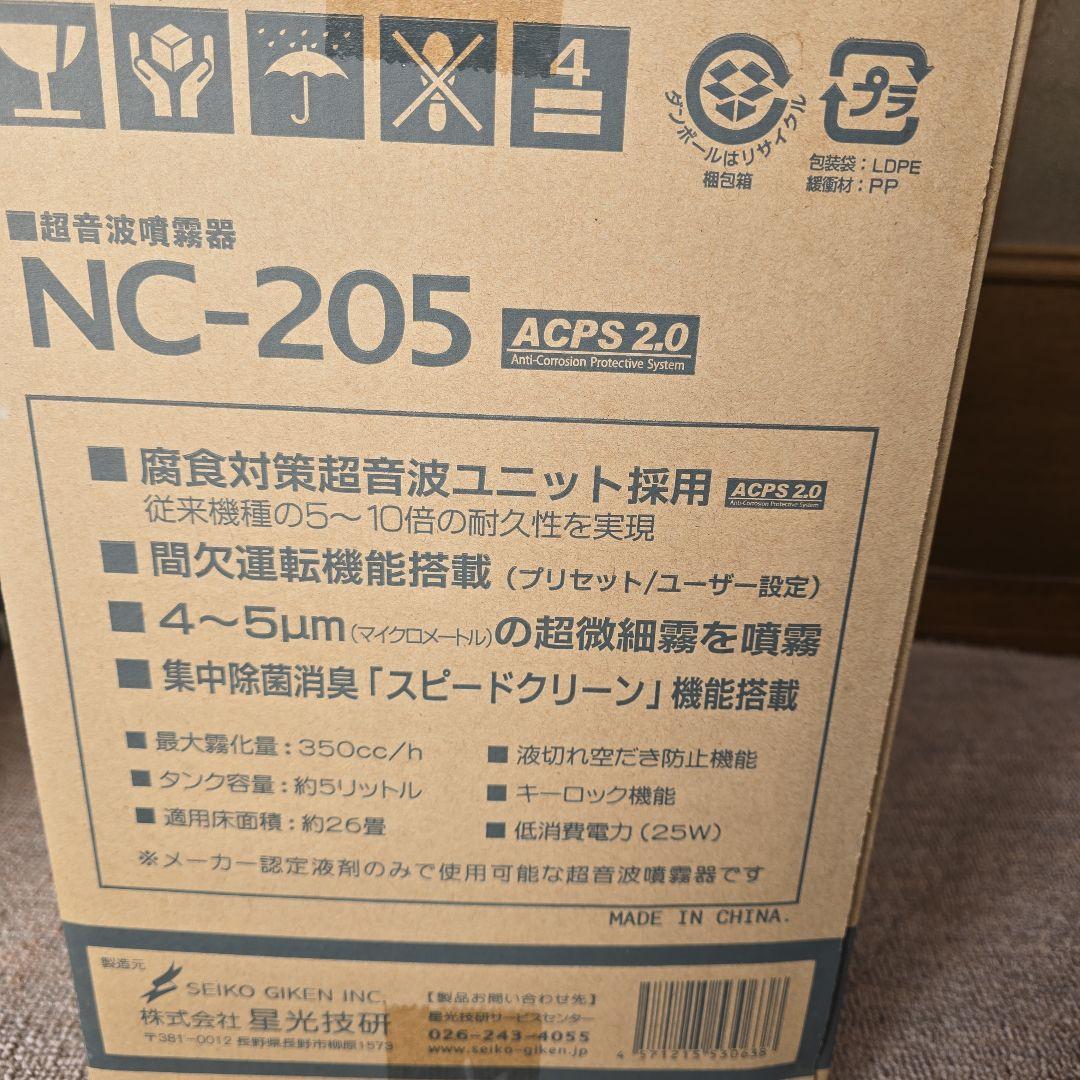 4
ダンボールはリサイクル
梱包箱
プラ
包装袋：LDPE
緩衝材：PP
■超音波噴霧器
NC-205
ACPS 2.0
Anti-Corrosion Protective System
■ 腐食対策超音波ユニット採用 ACPS 2.0
Anti-Corrosion Protective System
従来機種の5～10倍の耐久性を実現
■ 間欠運転機能搭載（プリセット/ユーザー設定）
■ 4～5μm（マイクロメートル）の超微細霧を噴霧
■ 集中除菌消臭「スピードクリーン」機能搭載
■ 最大霧化量：350cc/h
■ タンク容量：約5リットル
■ 適用床面積：約26畳
■ 液切れ空だき防止機能
■ キーロック機能
■ 低消費電力（25W）
※メーカー認定液剤のみで使用可能な超音波噴霧器です
MADE IN CHINA.
製造元
SEIKO GIKEN INC.
株式会社 星光技研
〒381-0012 長野県長野市柳原1573
【製品お問い合わせ先】
星光技研サービスセンター
026-243-4055
www.seiko-giken.jp
4 571215 530638